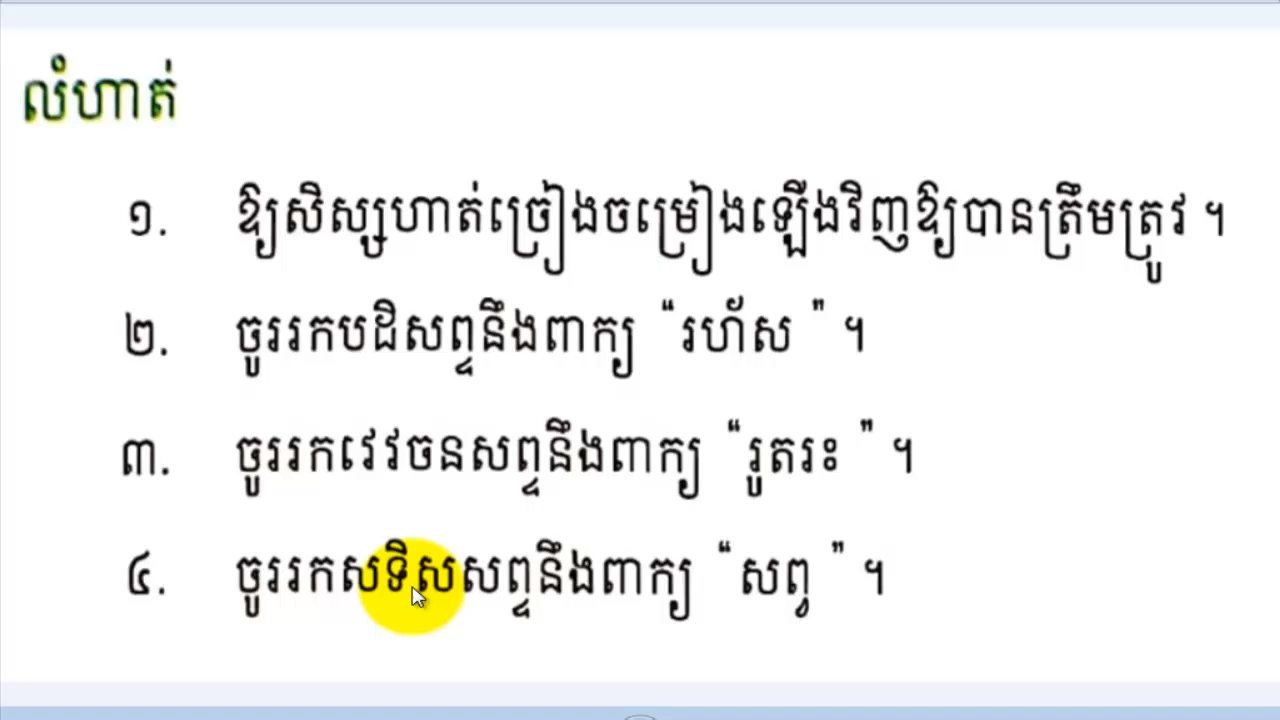 លំហាត់
១. ឱ្យសិស្សហាត់ច្រៀងចម្រៀងឡើងវិញឱ្យបានត្រឹមត្រូវ ។
២. ចូររកបដិសព្ទនឹងពាក្យ “រហ័ស ” ។
៣. ចូររកវេវចនសព្ទនឹងពាក្យ “រូតរះ ” ។
៤. ចូររកសទិសសព្ទនឹងពាក្យ “សព្វ ” ។